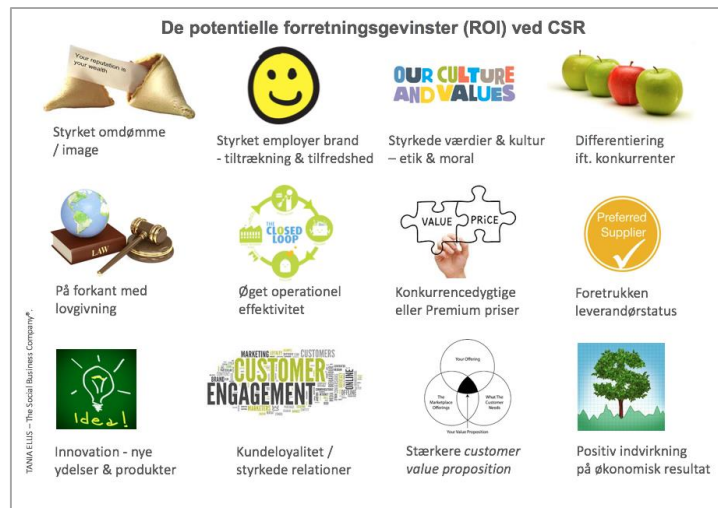 De potentielle forretningsgevinster (ROI) ved CSR
Your reputation is
your wealth
Styrket omdømme
/ image
Styrket employer brand
- tiltrækning & tilfredshed
OUR CULTURE
AND VALUES
Styrkede værdier & kultur
– etik & moral
Differentiering
ift. konkurrenter
LAW
På forkant med
lovgivning
THE
CLOSED
LOOP
Øget operationel
effektivitet
VALUE
PRiCE
Konkurrencedygtige
eller Premium priser
Preferred
Supplier
Foretrukken
leverandørstatus
Idea!
Innovation - nye
ydelser & produkter
MARKETING
CUSTOMERS
CUSTOMER
ENGAGEMENT
ONLINE
BRAND
Kundeloyalitet /
styrkede relationer
Your Offering
The
Marketplace
Offerings
What The
Customer
Needs
Your Value Proposition
Stærkere customer
value proposition
Positiv indvirkning
på økonomisk resultat
TANIA ELLIS – The Social Business Company®.